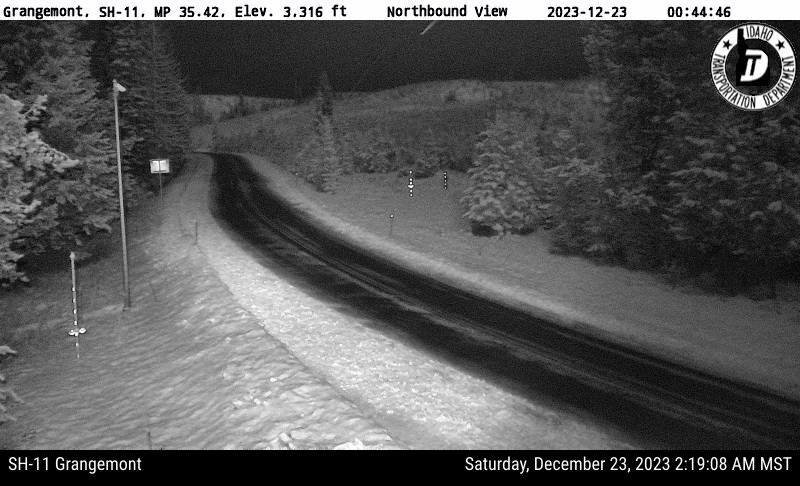 Grangemont, SH-11, MP 35.42, Elev. 3,316 ft Northbound View 2023-12-23 00:44:46
IDAHO
TRANSPORTATION DEPARTMENT
SH-11 Grangemont Saturday, December 23, 2023 2:19:08 AM MST